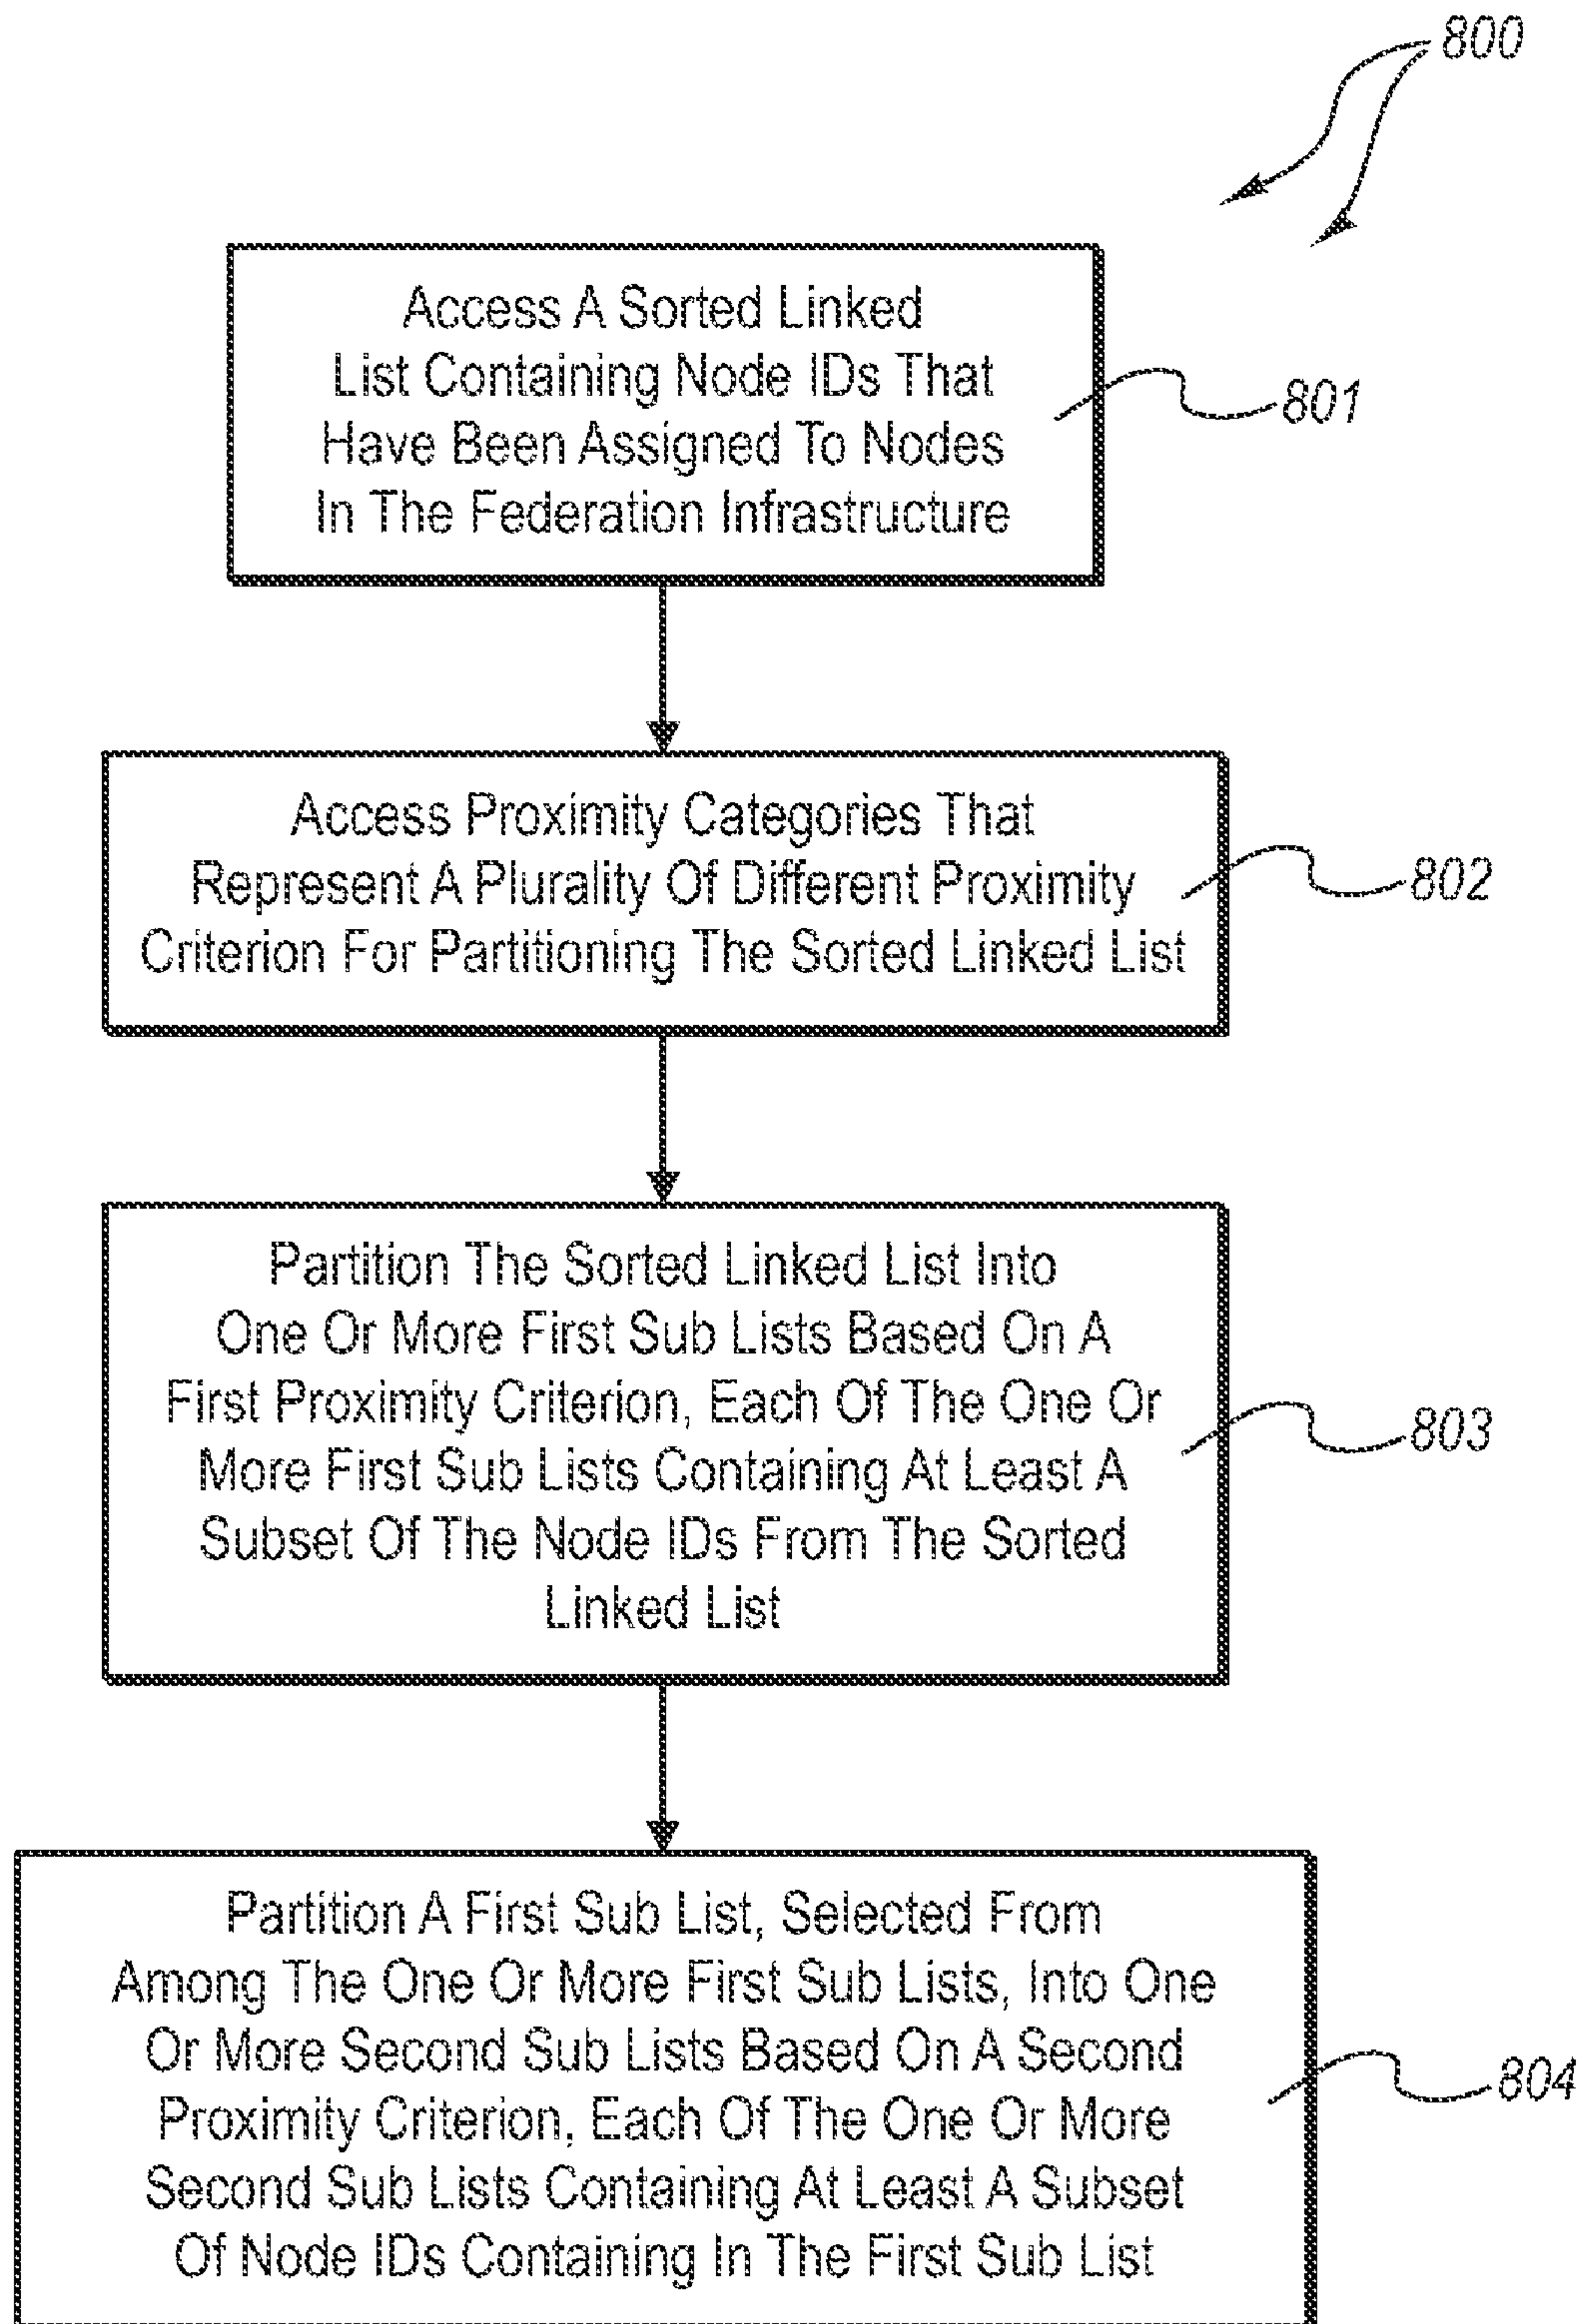 800
Access A Sorted Linked
List Containing Node IDs That
Have Been Assigned To Nodes
In The Federation Infrastructure
801
Access Proximity Categories That
Represent A Plurality Of Different Proximity
Criterion For Partitioning The Sorted Linked List
802
Partition The Sorted Linked List Into
One Or More First Sub Lists Based On A
First Proximity Criterion, Each Of The One Or
More First Sub Lists Containing At Least A
Subset Of The Node IDs From The Sorted
Linked List
803
Partition A First Sub List, Selected From
Among The One Or More First Sub Lists, Into One
Or More Second Sub Lists Based On A Second
Proximity Criterion, Each Of The One Or More
Second Sub Lists Containing At Least A Subset
Of Node IDs Containing In The First Sub List
804